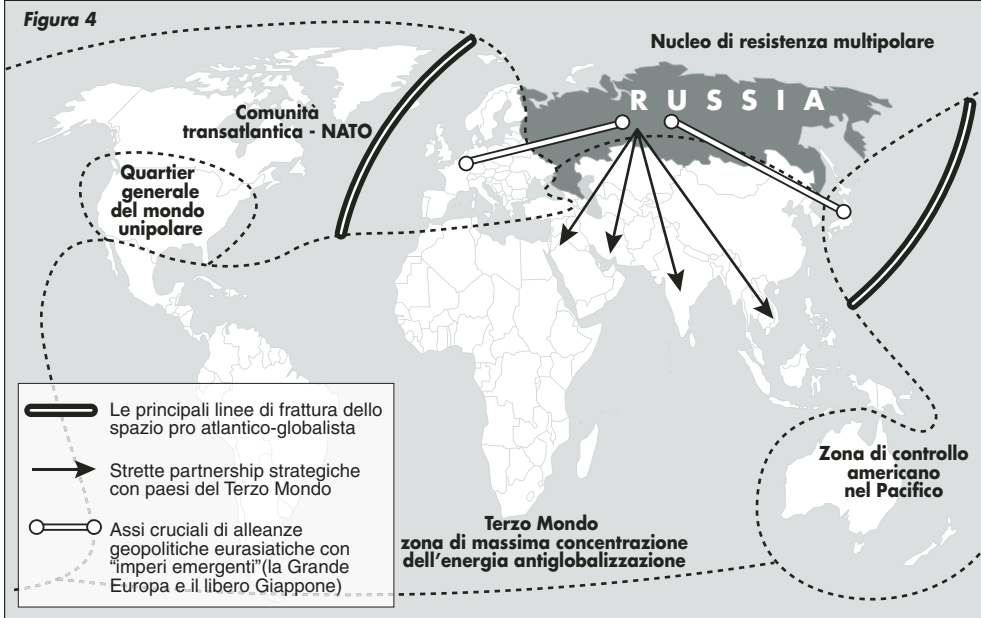 Figura 4
Nucleo di resistenza multipolare
RUSSIA
Comunità
transatlantica - NATO
Quartier
generale
del mondo
unipolare
Le principali linee di frattura dello
spazio pro atlantico-globalista
Strette partnership strategiche
con paesi del Terzo Mondo
Assi cruciali di alleanze
geopolitiche eurasiatiche con
“imperi emergenti”(la Grande
Europa e il libero Giappone)
Terzo Mondo
zona di massima concentrazione
dell’energia antiglobalizzazione
Zona di controllo
americano
nel Pacifico